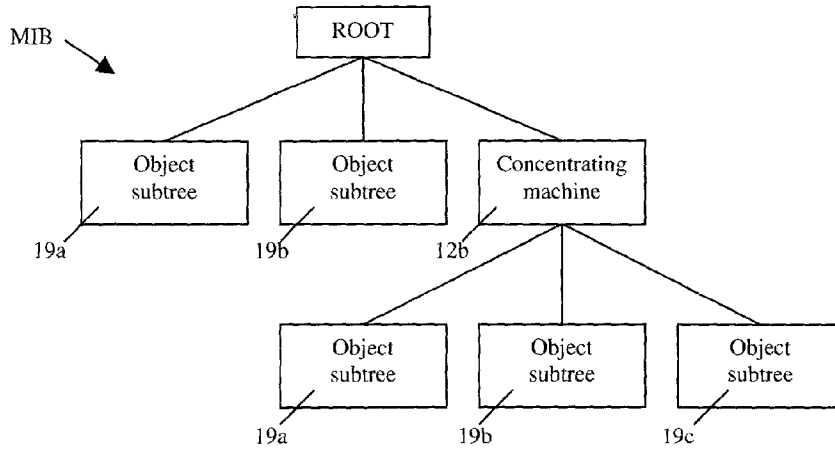 MIB
ROOT
Object
subtree
Object
subtree
Concentrating
machine
19a
19b
12b
Object
subtree
Object
subtree
Object
subtree
19a
19b
19c